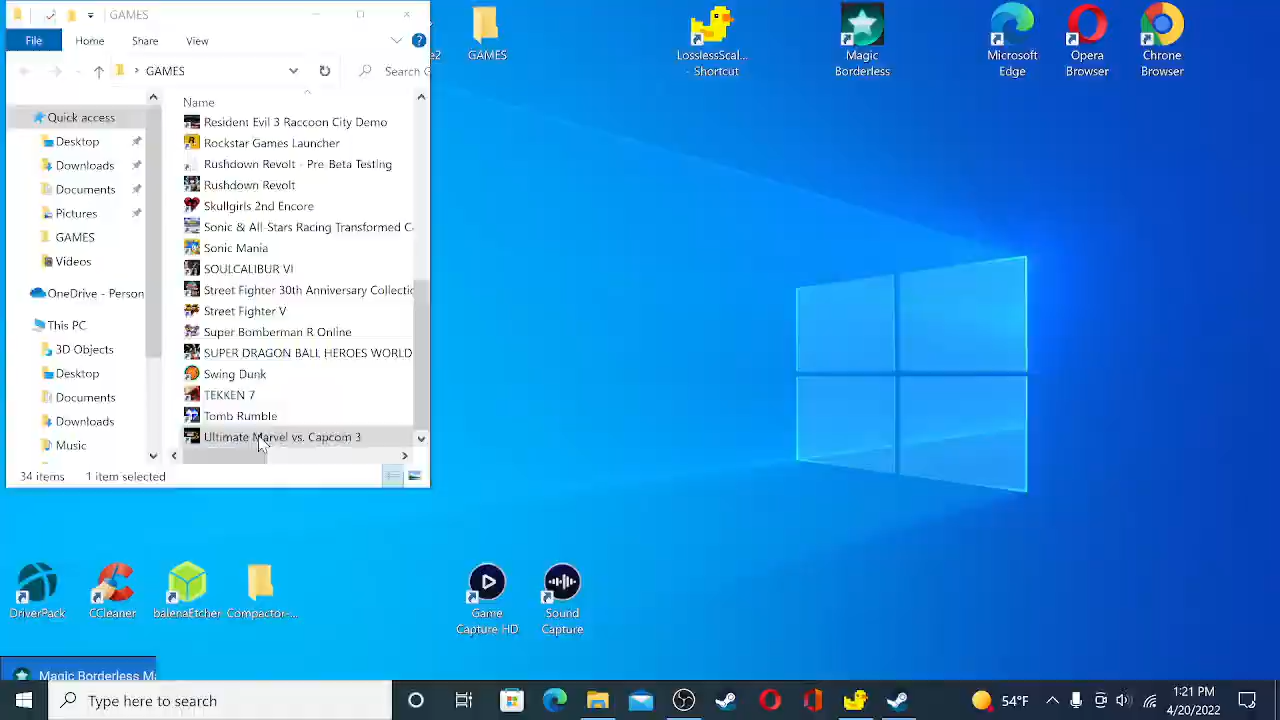 GAMES
File
Home
Share
View
GAMES
Search
Quick access
Desktop
Downloads
Documents
Pictures
GAMES
Videos
OneDrive - Person
This PC
3D Objects
Desktop
Documents
Downloads
Music
Name
Resident Evil 3 Raccoon City Demo
Rockstar Games Launcher
Rushdown Revolt - Pre-Beta Testing
Rushdown Revolt
Skullgirls 2nd Encore
Sonic & All-Stars Racing Transformed C
Sonic Mania
SOULCALIBUR VI
Street Fighter 30th Anniversary Collectio
Street Fighter V
Super Bomberman R Online
SUPER DRAGON BALL HEROES WORLD
Swing Dunk
TEKKEN 7
Tomb Rumble
Ultimate Marvel vs. Capcom 3
34 items
1 item selected
e2
GAMES
LosslessScal...
- Shortcut
Magic
Borderless
Microsoft
Edge
Opera
Browser
Chrome
Browser
DriverPack
CCleaner
balenaEtcher
Compactor-...
Game
Capture HD
Sound
Capture
Magic Borderless
Type here to search
54°F
1:21 PM
4/20/2022